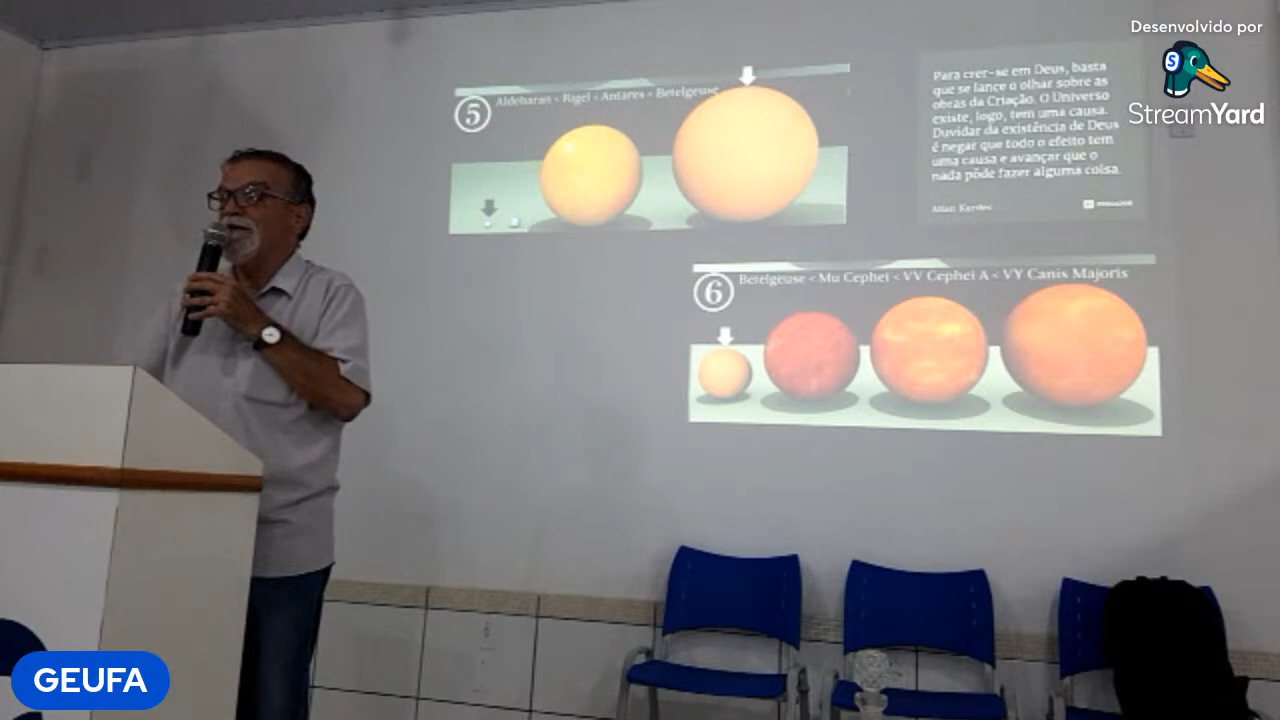 Desenvolvido por
StreamYard
5
Aldebaran < Rigel < Antares < Betelgeuse
Para crer-se em Deus, basta
que se lance o olhar sobre as
obras da Criação. O Universo
existe, logo, tem uma causa.
Duvidar da existência de Deus
é negar que todo o efeito tem
uma causa e avançar que o
nada pôde fazer alguma coisa.
Allan Kardec
PENSADOR
6
Betelgeuse < Mu Cephei < VV Cephei A < VY Canis Majoris
GEUFA